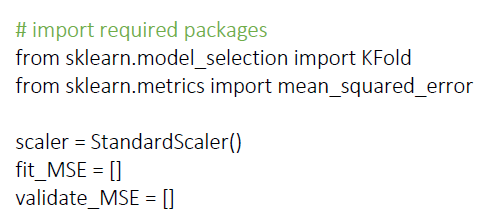 # import required packages
from sklearn.model_selection import KFold
from sklearn.metrics import mean_squared_error
scaler = StandardScaler()
fit_MSE = []
validate_MSE = []